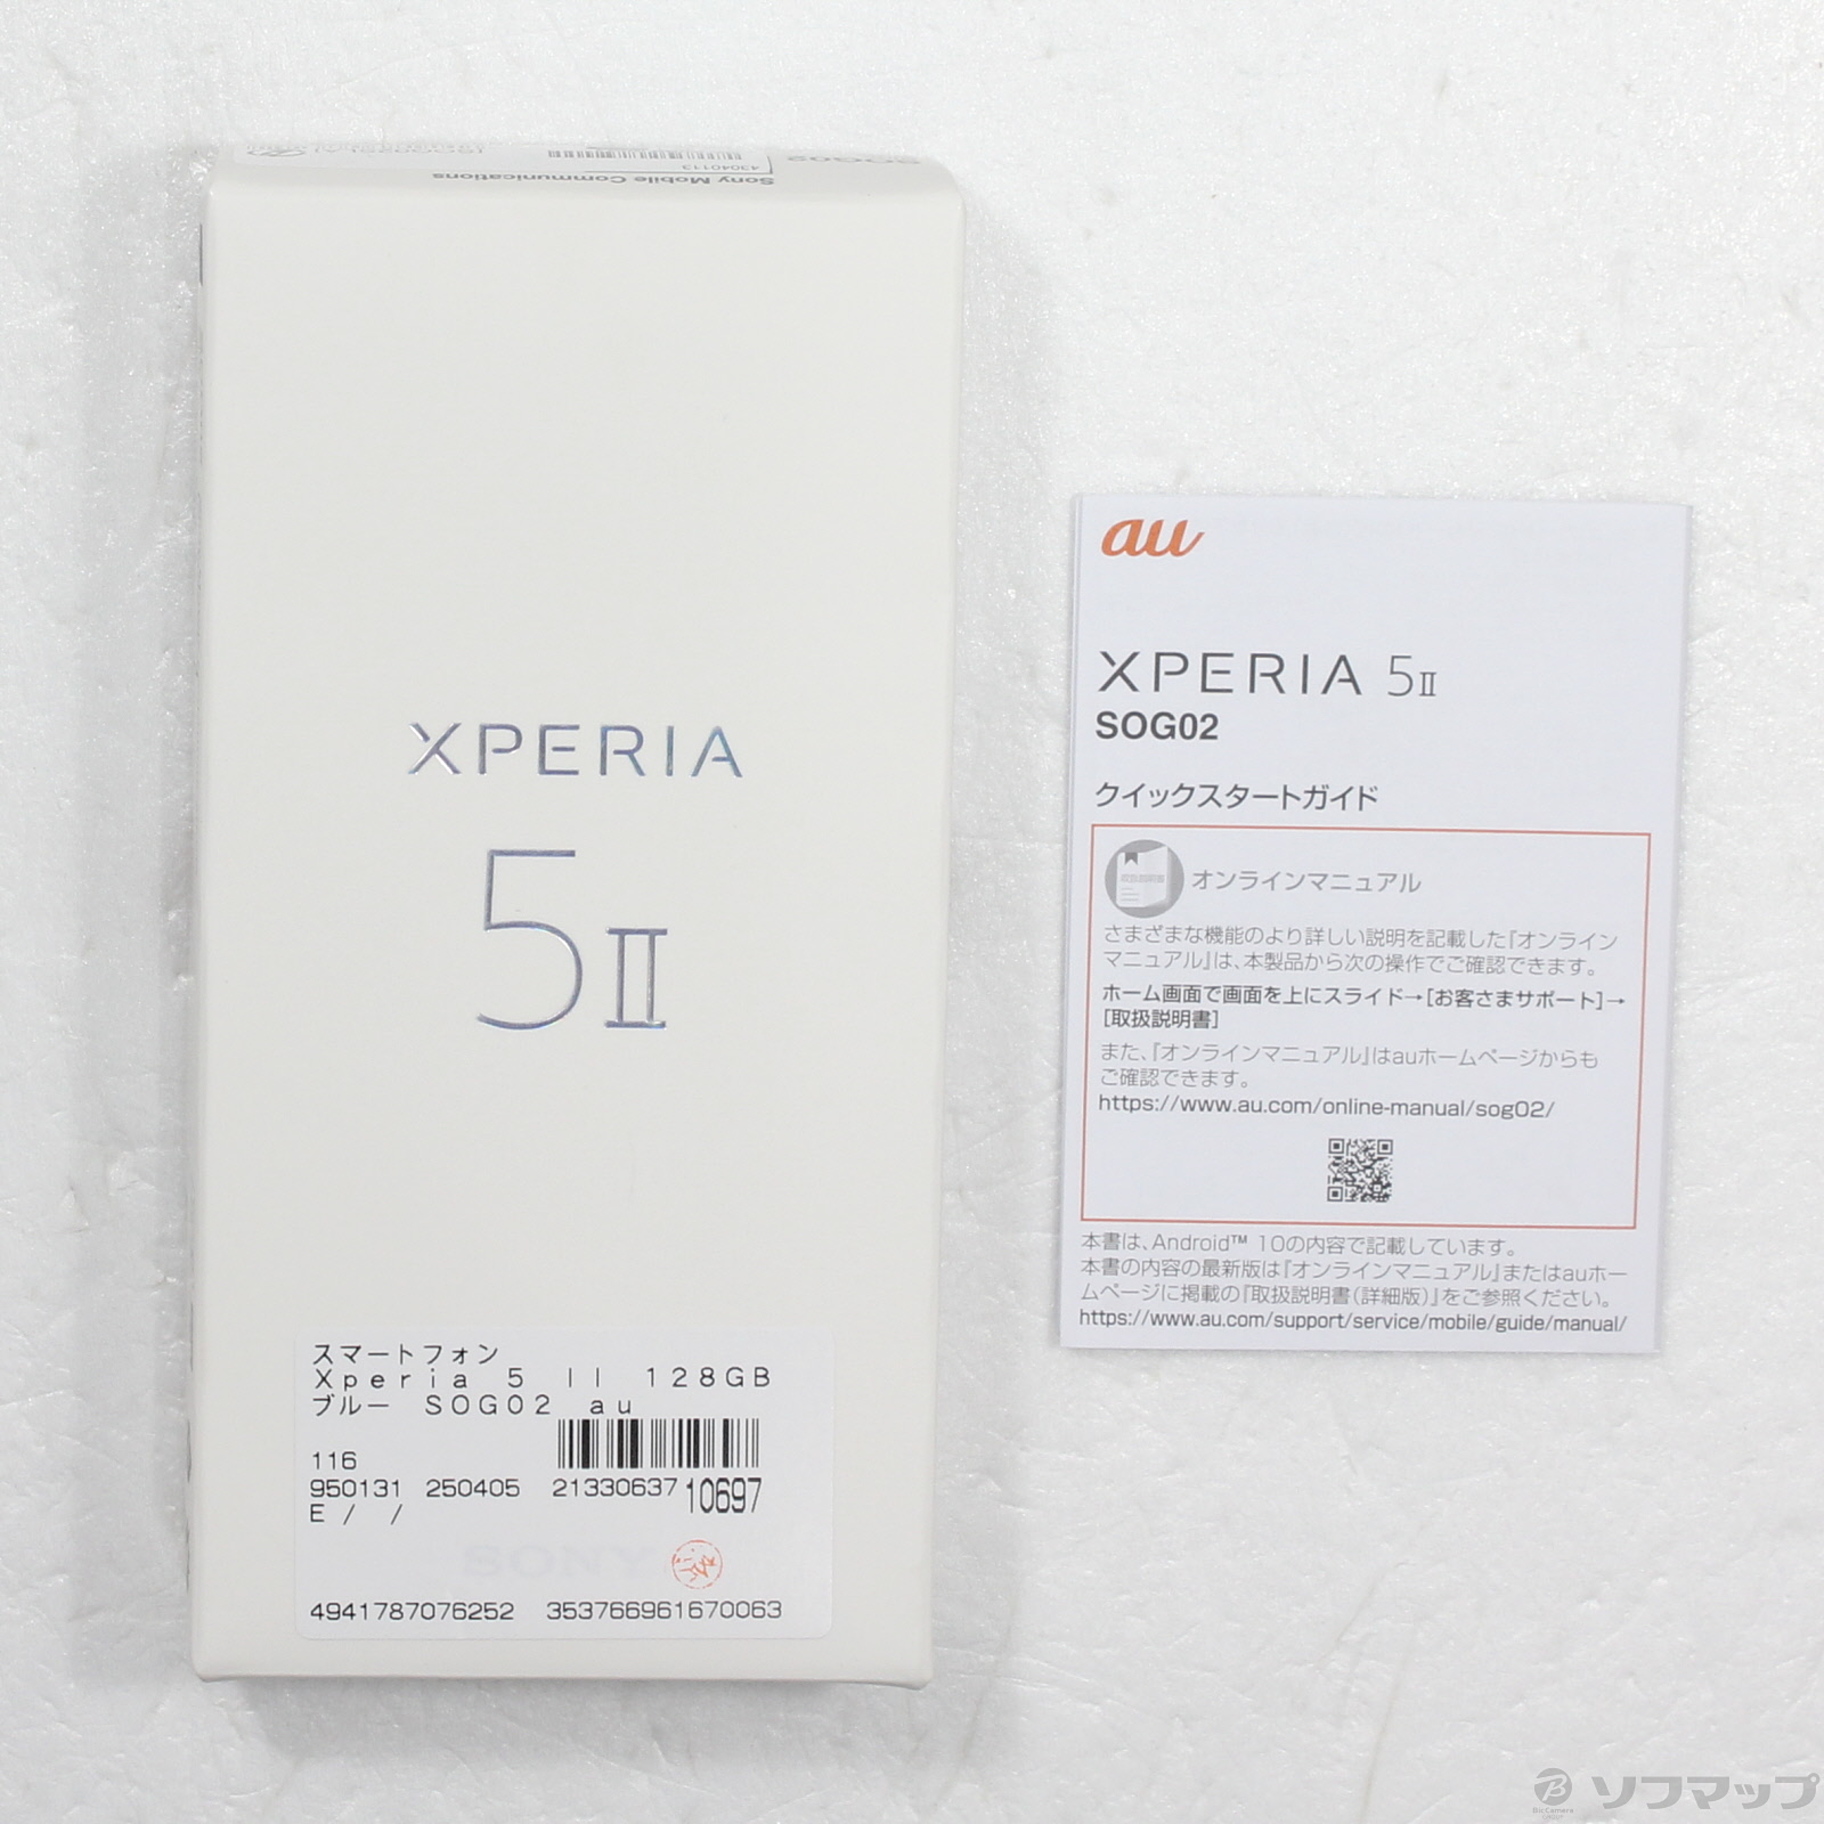 Sony Mobile Communications
43040113
SOG02
XPERIA
5II
スマートフォン
Xperia 5 II 128GB
ブルー SOG02 au
116
950131 250405 21330637 10697
E / /
SONY
4941787076252 353766961670063
au
XPERIA 5II
SOG02
クイックスタートガイド
取扱説明書
オンラインマニュアル
さまざまな機能のより詳しい説明を記載した『オンライン
マニュアル』は、本製品から次の操作でご確認できます。
ホーム画面で画面を上にスライド→[お客さまサポート]→
[取扱説明書]
また、『オンラインマニュアル』はauホームページからも
ご確認できます。
https://www.au.com/online-manual/sog02/
本書は、Android™ 10の内容で記載しています。
本書の内容の最新版は『オンラインマニュアル』またはauホー
ムページに掲載の『取扱説明書(詳細版)』をご参照ください。
https://www.au.com/support/service/mobile/guide/manual/
B
BicCamera
GROUP
ソフマップ